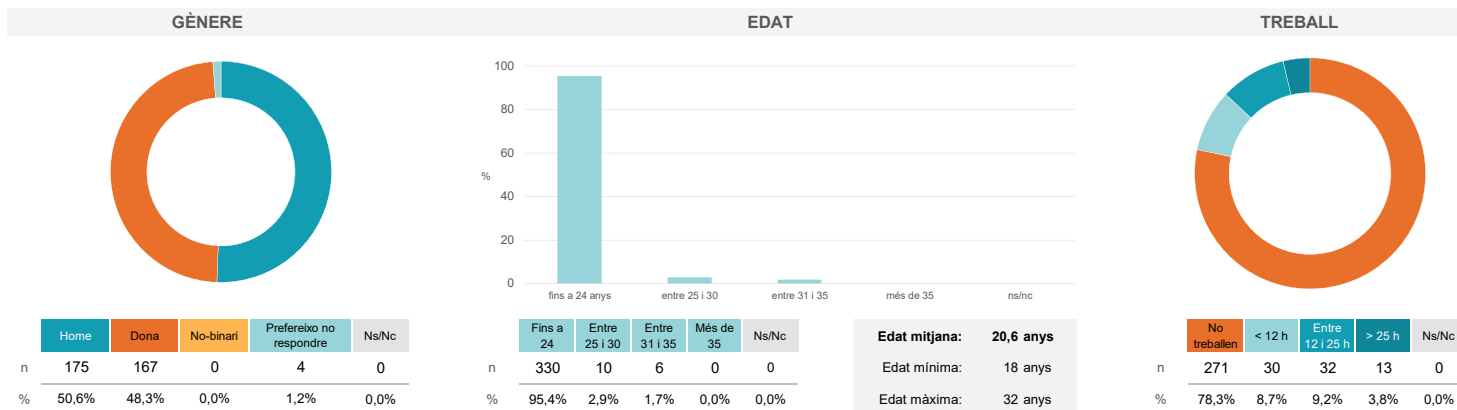 GÈNERE
EDAT
TREBALL
100
80
60
%
40
20
0
fins a 24 anys
entre 25 i 30
entre 31 i 35
més de 35
ns/nc
Home Dona No-binari Prefereixo no respondre Ns/Nc
n 175 167 0 4 0
% 50,6% 48,3% 0,0% 1,2% 0,0%
Fins a 24 Entre 25 i 30 Entre 31 i 35 Més de 35 Ns/Nc
n 330 10 6 0 0
% 95,4% 2,9% 1,7% 0,0% 0,0%
Edat mitjana: 20,6 anys
Edat mínima: 18 anys
Edat màxima: 32 anys
No treballen < 12 h Entre 12 i 25 h > 25 h Ns/Nc
n 271 30 32 13 0
% 78,3% 8,7% 9,2% 3,8% 0,0%